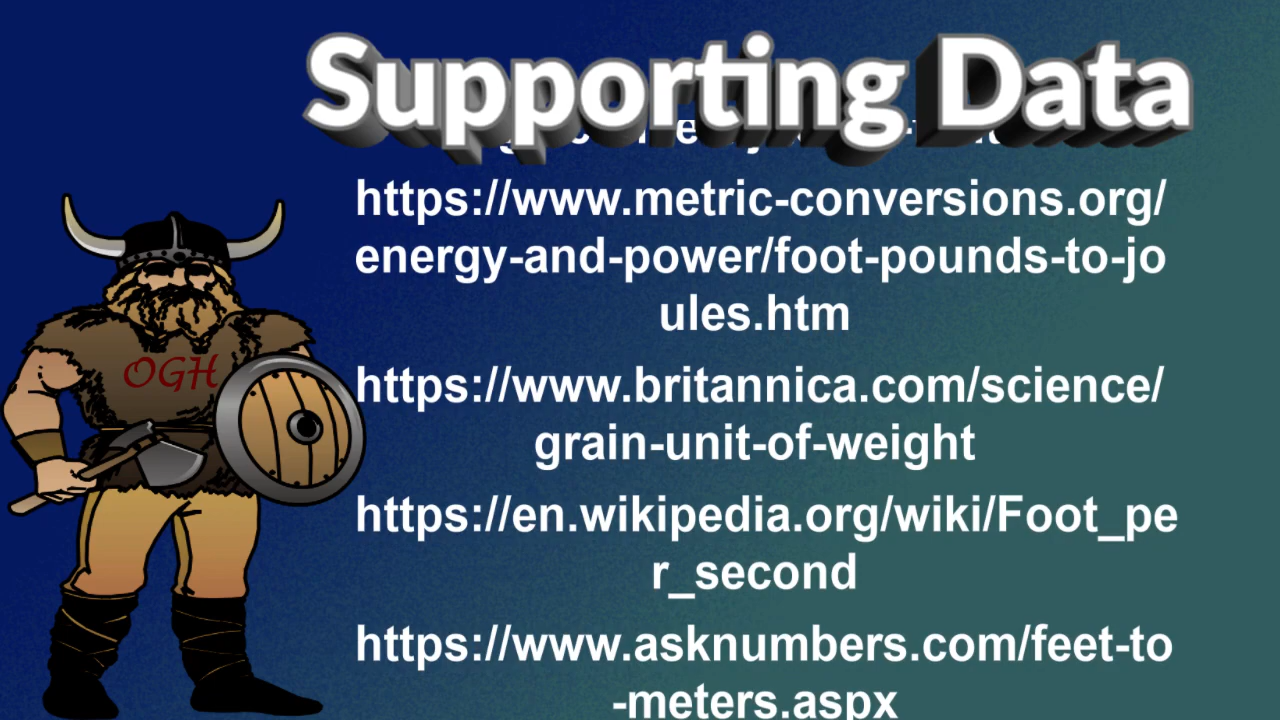 Supporting Data
https://www.metric-conversions.org/
energy-and-power/foot-pounds-to-jo
ules.htm
OGH
https://www.britannica.com/science/
grain-unit-of-weight
https://en.wikipedia.org/wiki/Foot_pe
r_second
https://www.asknumbers.com/feet-to
-meters.aspx